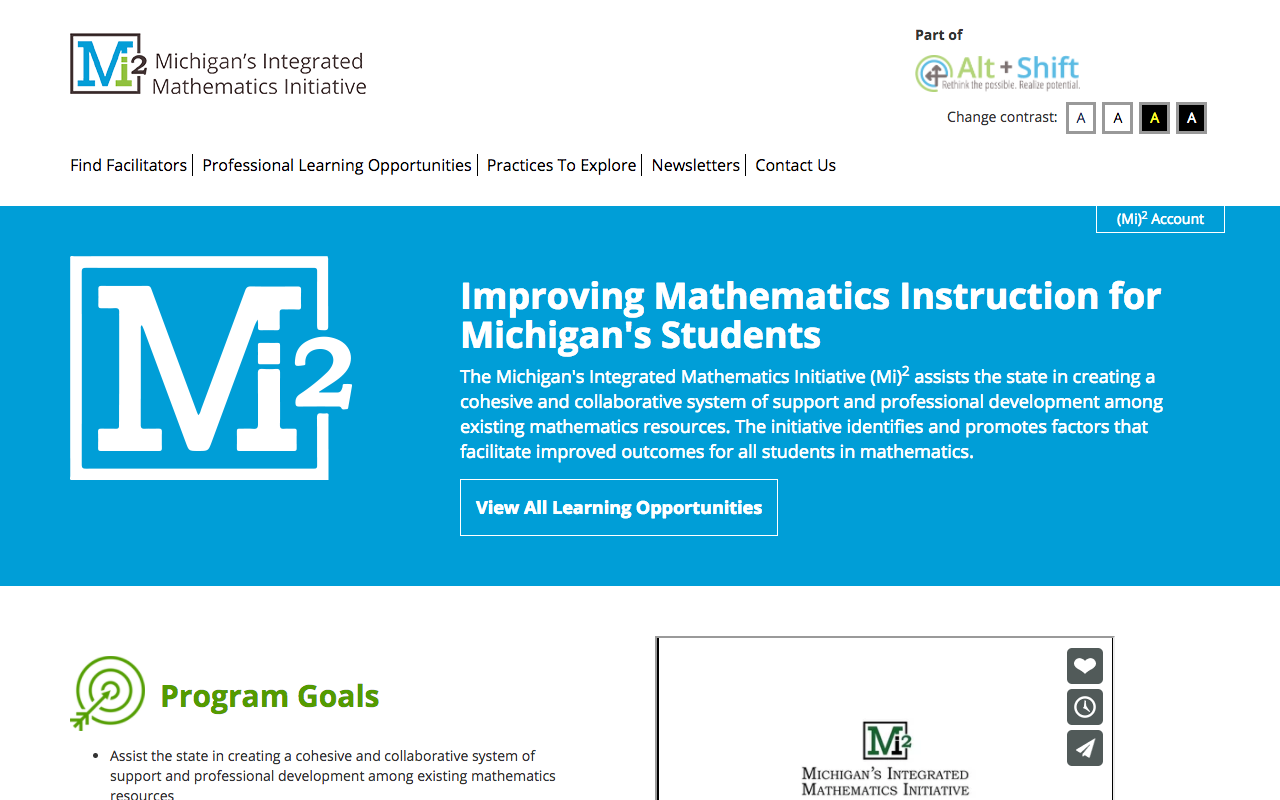 Mi2 Michigan's Integrated
Mathematics Initiative
Part of
Alt + Shift
Rethink the possible. Realize potential.
Change contrast: A A A A
Find Facilitators Professional Learning Opportunities Practices To Explore Newsletters Contact Us
(Mi)2 Account
Mi2
Improving Mathematics Instruction for
Michigan's Students
The Michigan's Integrated Mathematics Initiative (Mi)2 assists the state in creating a
cohesive and collaborative system of support and professional development among
existing mathematics resources. The initiative identifies and promotes factors that
facilitate improved outcomes for all students in mathematics.
View All Learning Opportunities
Program Goals
Assist the state in creating a cohesive and collaborative system of
support and professional development among existing mathematics
resources
Mi2
Michigan's Integrated
Mathematics Initiative